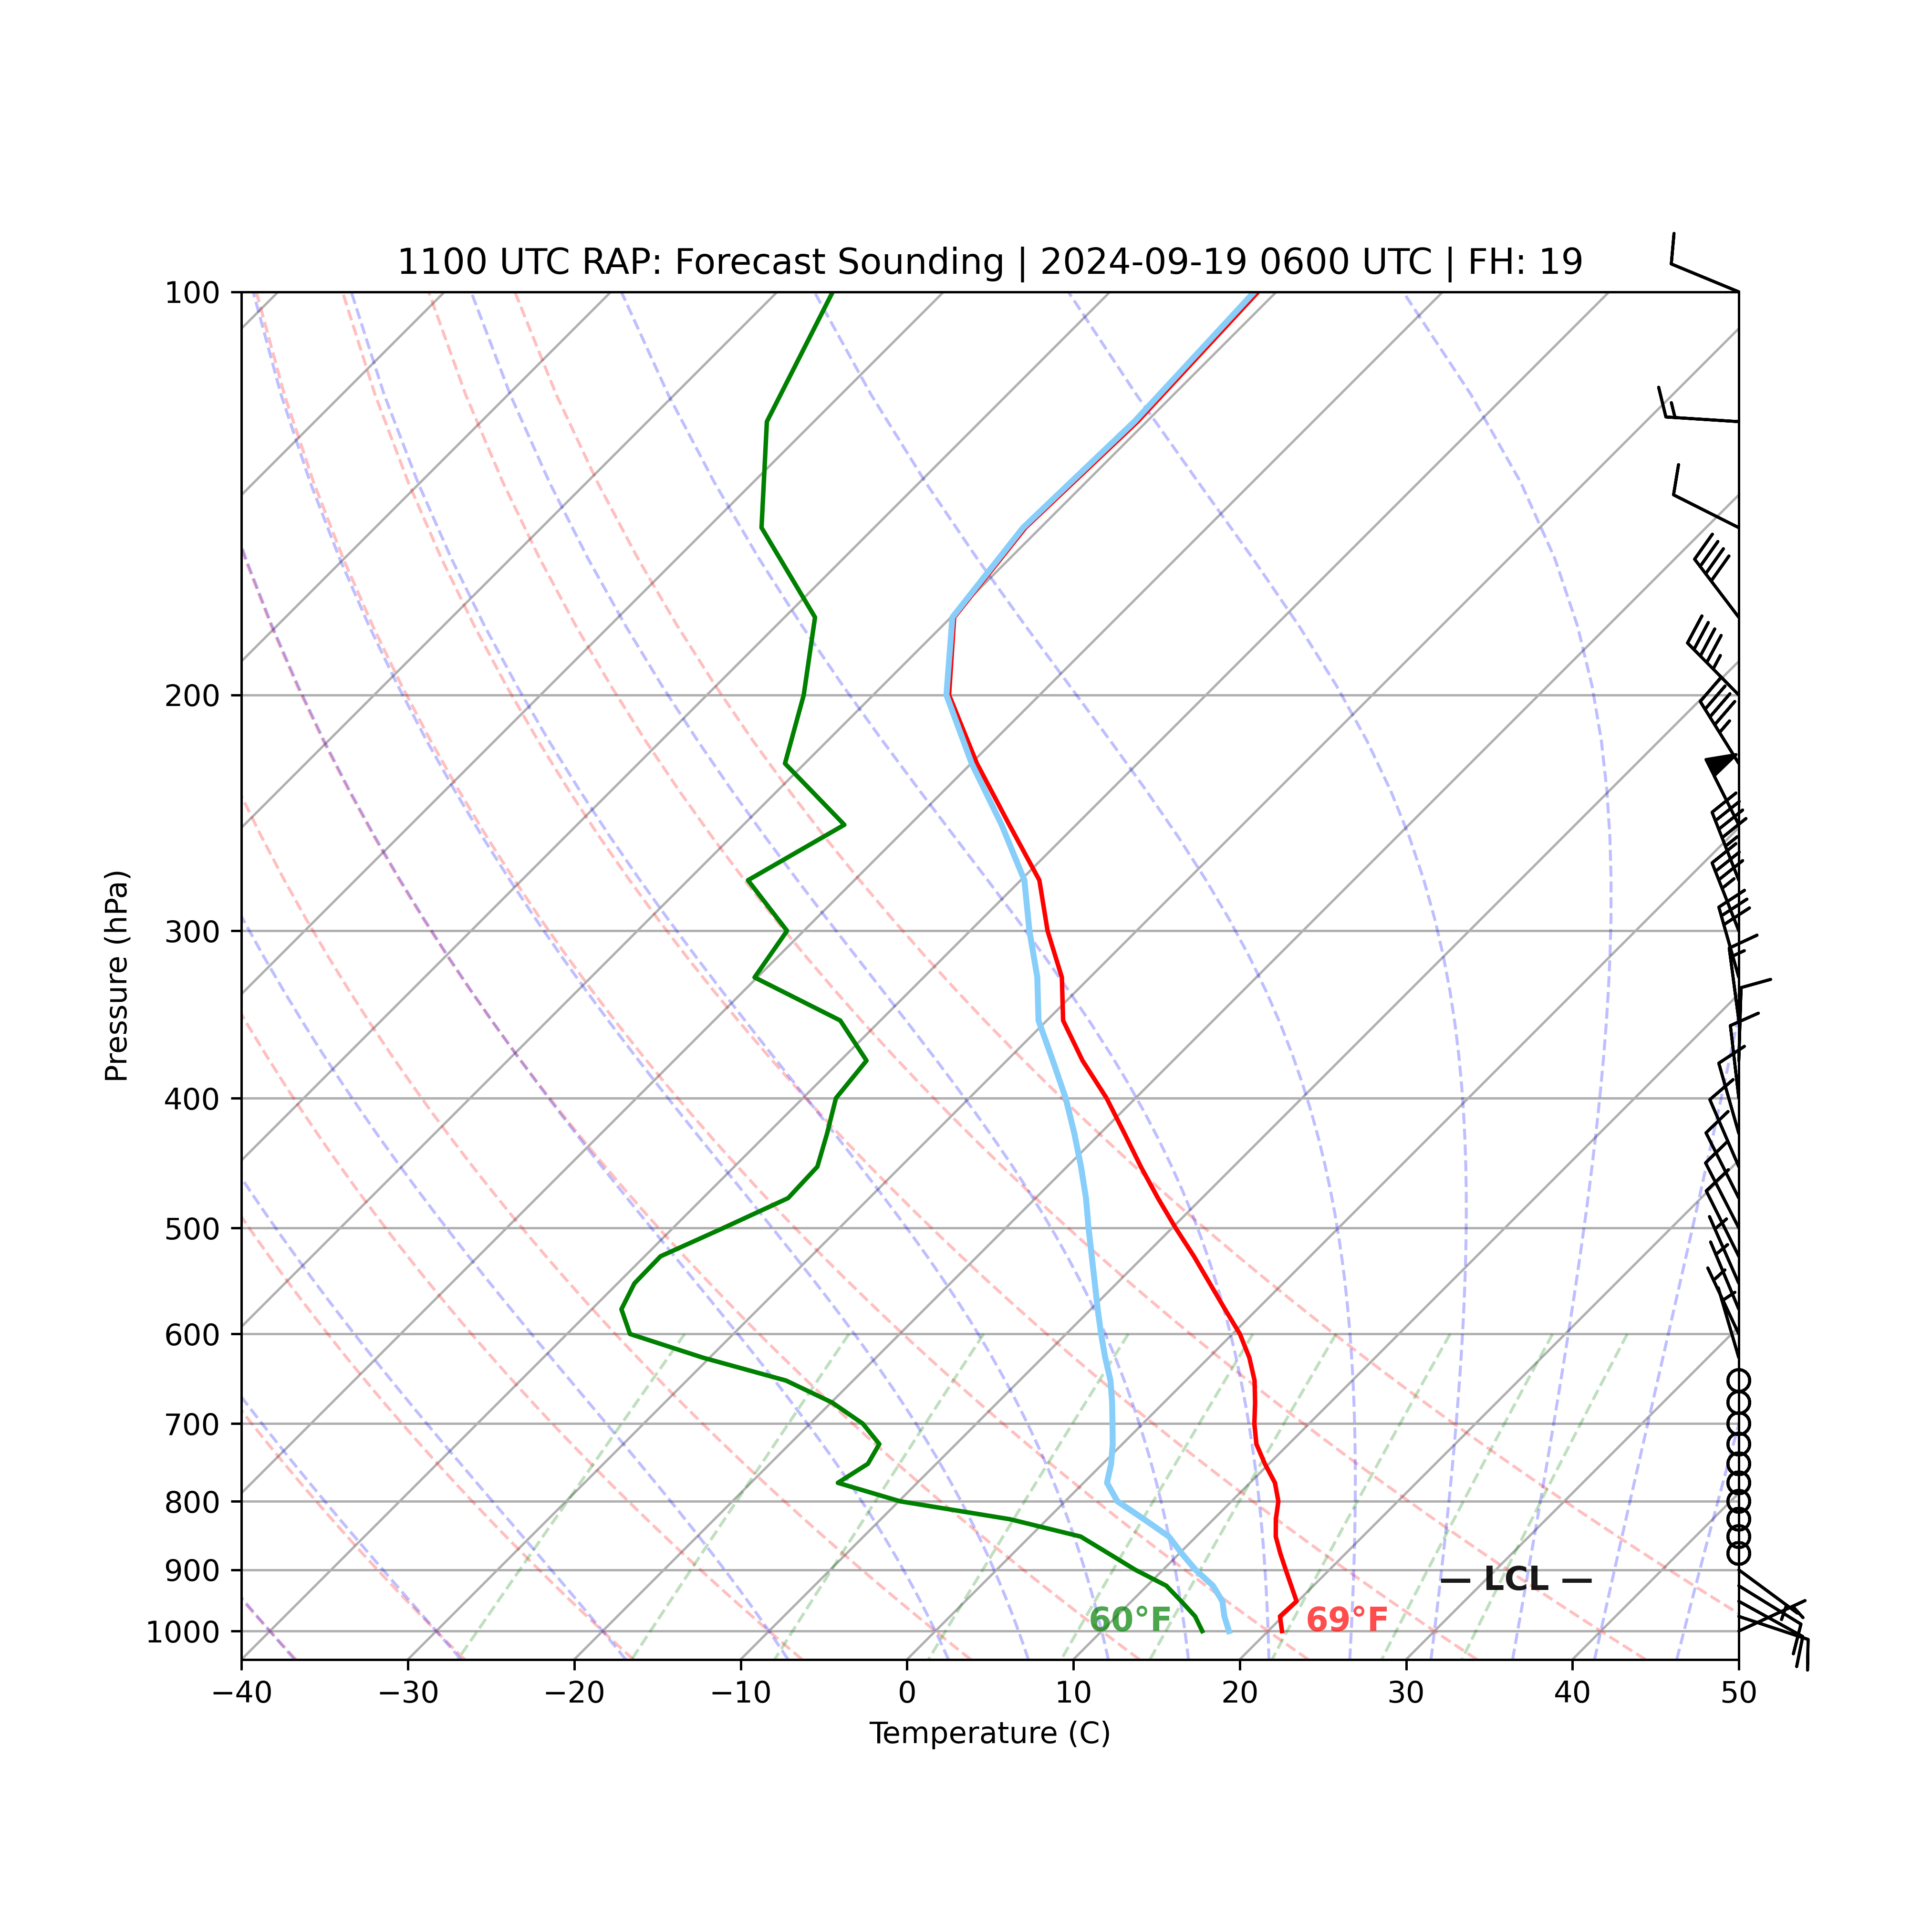 1100 UTC RAP: Forecast Sounding | 2024-09-19 0600 UTC | FH: 19
100
200
300
400
500
600
700
800
900
1000
Pressure (hPa)
— LCL —
60°F
69°F
−40 −30 −20 −10 0 10 20 30 40 50
Temperature (C)